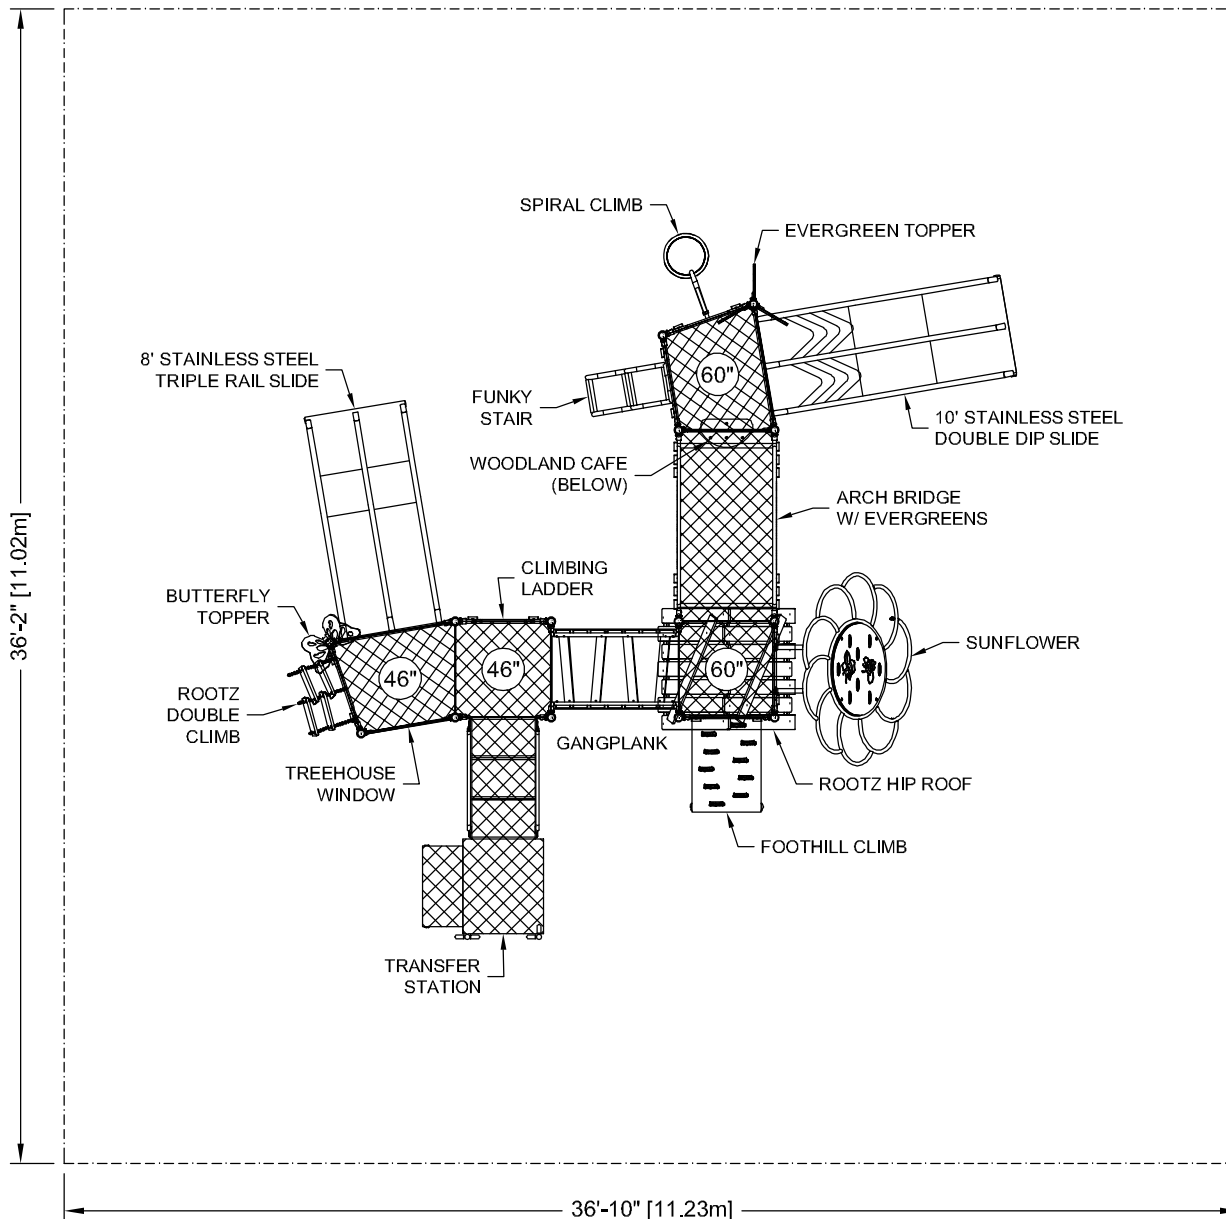 SPIRAL CLIMB
EVERGREEN TOPPER
8' STAINLESS STEEL
TRIPLE RAIL SLIDE
60"
FUNKY
STAIR
10' STAINLESS STEEL
DOUBLE DIP SLIDE
WOODLAND CAFE
(BELOW)
ARCH BRIDGE
W/ EVERGREENS
36'-2" [11.02m]
CLIMBING
LADDER
BUTTERFLY
TOPPER
SUNFLOWER
46"
46"
60"
ROOTZ
DOUBLE
CLIMB
GANGPLANK
TREEHOUSE
WINDOW
ROOTZ HIP ROOF
FOOTHILL CLIMB
TRANSFER
STATION
36'-10" [11.23m]